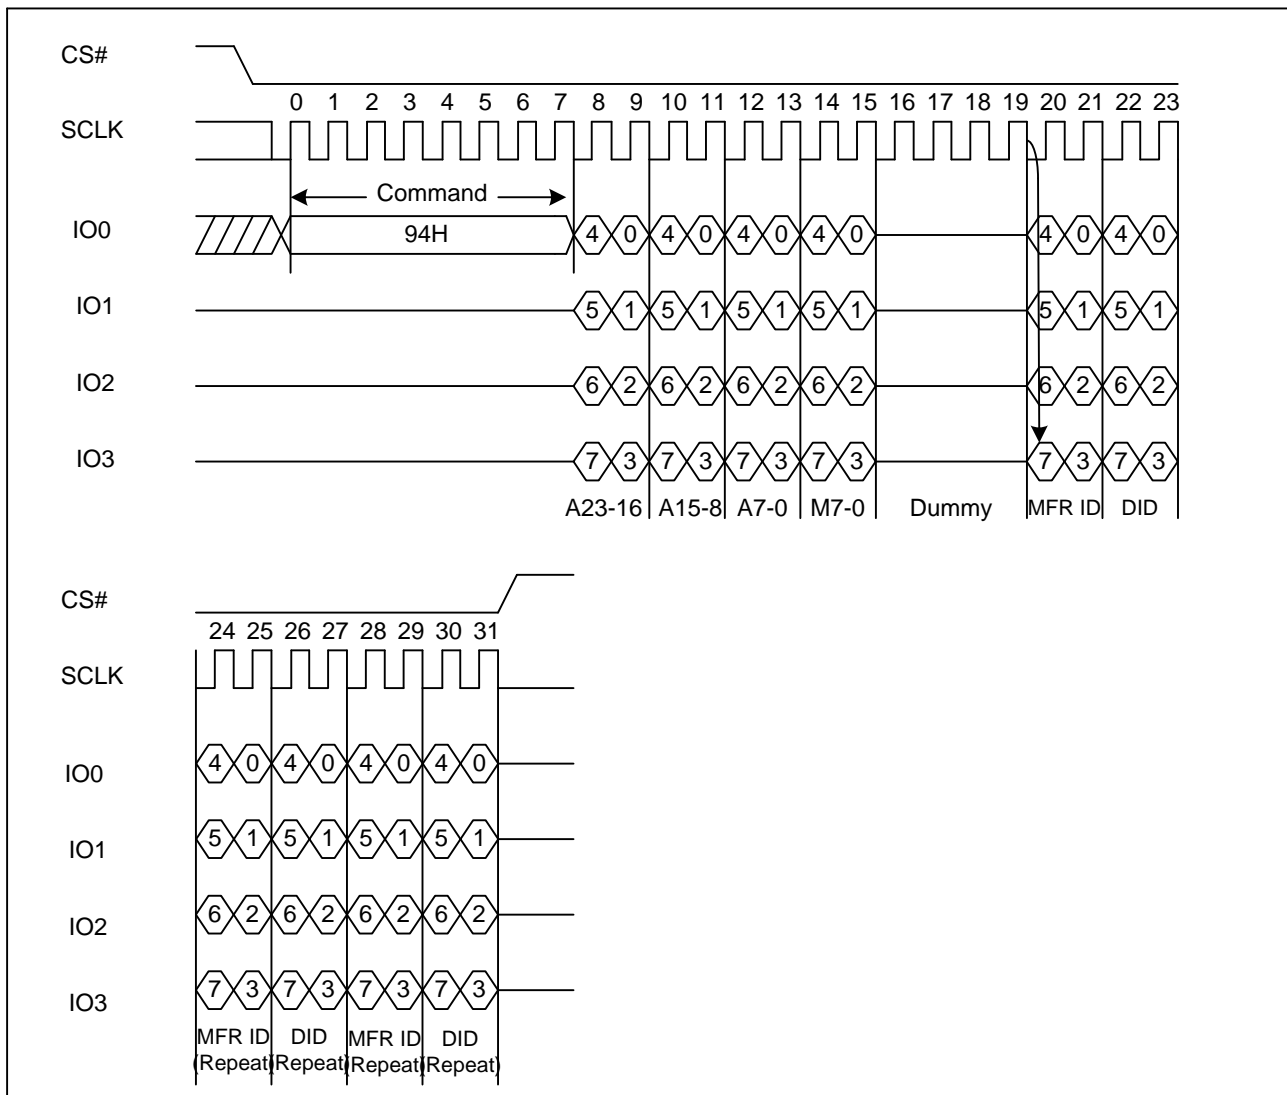 CS#
0 1 2 3 4 5 6 7 8 9 10 11 12 13 14 15 16 17 18 19 20 21 22 23
SCLK
Command
IO0 94H 4 0 4 0 4 0 4 0 4 0 4 0
IO1 5 1 5 1 5 1 5 1 5 1 5 1
IO2 6 2 6 2 6 2 6 2 6 2 6 2
IO3 7 3 7 3 7 3 7 3 7 3 7 3
A23-16 A15-8 A7-0 M7-0 Dummy MFR ID DID
CS#
24 25 26 27 28 29 30 31
SCLK
IO0 4 0 4 0 4 0 4 0
IO1 5 1 5 1 5 1 5 1
IO2 6 2 6 2 6 2 6 2
IO3 7 3 7 3 7 3 7 3
MFR ID DID MFR ID DID
(Repeat) (Repeat) (Repeat) (Repeat)